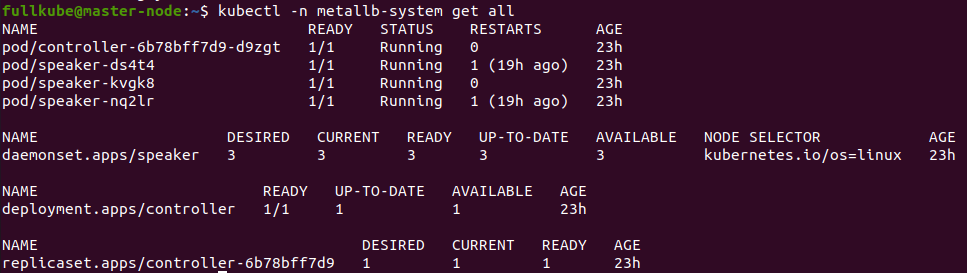 fullkube@master-node:~$ kubectl -n metallb-system get all
NAME READY STATUS RESTARTS AGE
pod/controller-6b78bff7d9-d9zgt 1/1 Running 0 23h
pod/speaker-ds4t4 1/1 Running 1 (19h ago) 23h
pod/speaker-kvgk8 1/1 Running 0 23h
pod/speaker-nq2lr 1/1 Running 1 (19h ago) 23h
NAME DESIRED CURRENT READY UP-TO-DATE AVAILABLE NODE SELECTOR AGE
daemonset.apps/speaker 3 3 3 3 3 kubernetes.io/os=linux 23h
NAME READY UP-TO-DATE AVAILABLE AGE
deployment.apps/controller 1/1 1 1 23h
NAME DESIRED CURRENT READY AGE
replicaset.apps/controller-6b78bff7d9 1 1 1 23h